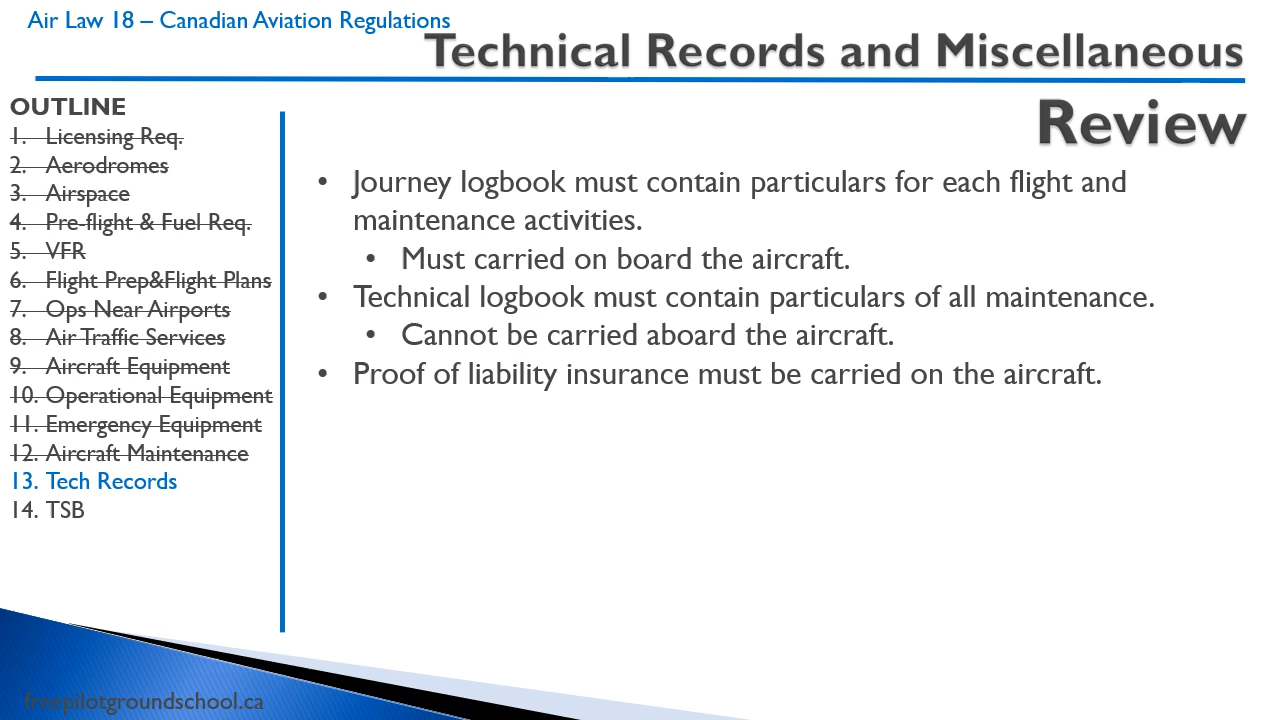 Air Law 18 – Canadian Aviation Regulations
Technical Records and Miscellaneous
Review
OUTLINE
1. Licensing Req.
2. Aerodromes
3. Airspace
4. Pre-flight & Fuel Req.
5. VFR
6. Flight Prep&Flight Plans
7. Ops Near Airports
8. Air Traffic Services
9. Aircraft Equipment
10. Operational Equipment
11. Emergency Equipment
12. Aircraft Maintenance
13. Tech Records
14. TSB
• Journey logbook must contain particulars for each flight and
maintenance activities.
• Must carried on board the aircraft.
• Technical logbook must contain particulars of all maintenance.
• Cannot be carried aboard the aircraft.
• Proof of liability insurance must be carried on the aircraft.
freepilotgroundschool.ca